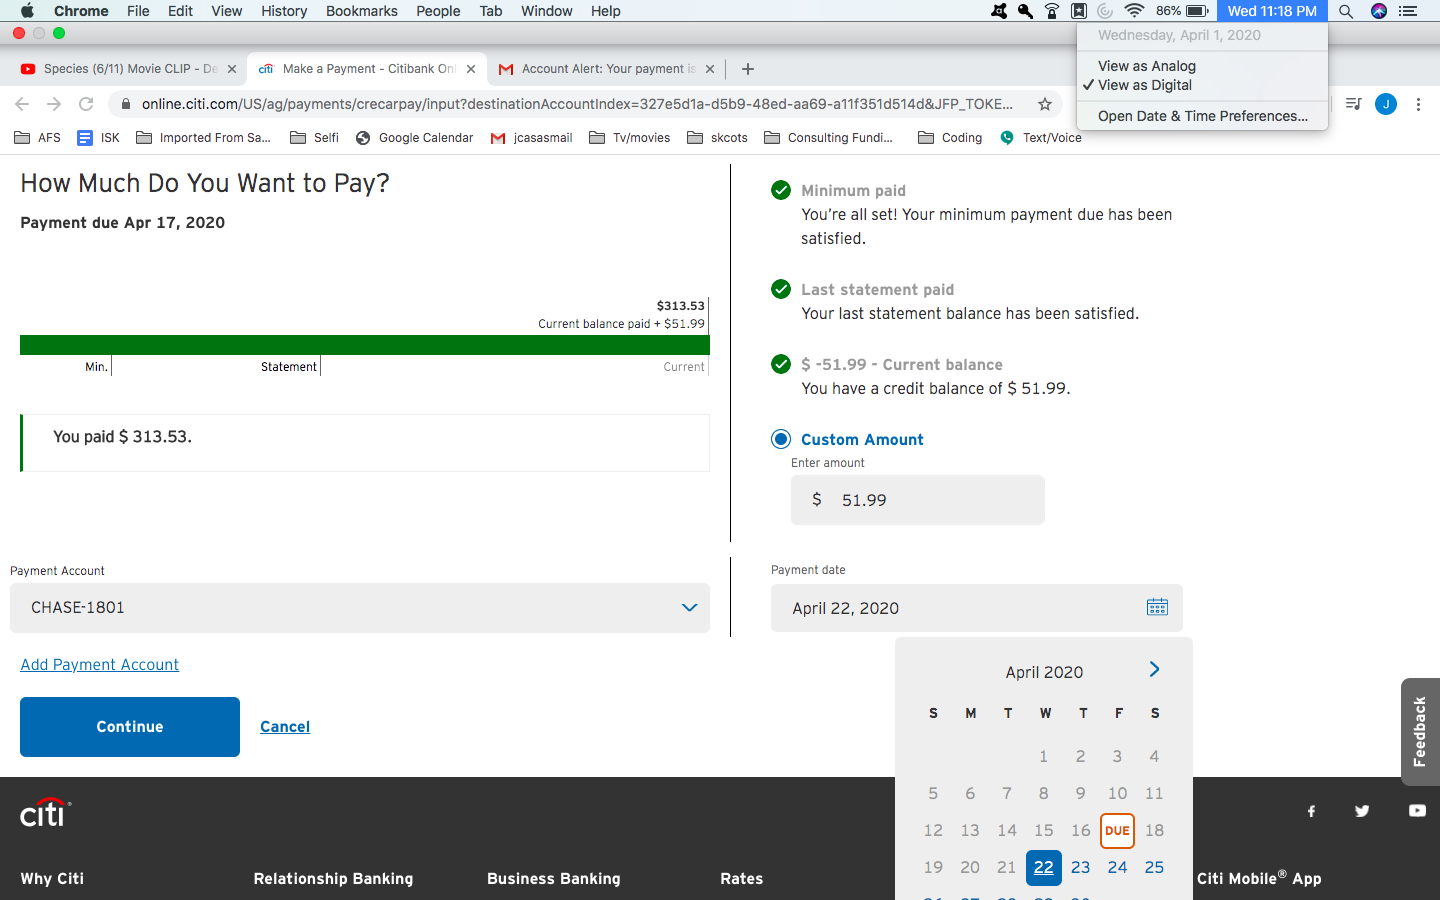 Chrome File Edit View History Bookmarks People Tab Window Help 86% Wed 11:18 PM
Wednesday, April 1, 2020
View as Analog
✓ View as Digital
Open Date & Time Preferences...
Species (6/11) Movie CLIP - De
citi Make a Payment - Citibank Onl
Account Alert: Your payment is
online.citi.com/US/ag/payments/crecarpay/input?destinationAccountIndex=327e5d1a-d5b9-48ed-aa69-a11f351d514d&JFP_TOKE...
J
AFS ISK Imported From Sa... Selfi Google Calendar jcasasmail Tv/movies skcots Consulting Fundi... Coding Text/Voice
How Much Do You Want to Pay?
Payment due Apr 17, 2020
$313.53
Current balance paid + $51.99
Min. Statement Current
You paid $ 313.53.
Minimum paid
You're all set! Your minimum payment due has been
satisfied.
Last statement paid
Your last statement balance has been satisfied.
$ -51.99 - Current balance
You have a credit balance of $ 51.99.
Custom Amount
Enter amount
$ 51.99
Payment Account
CHASE-1801
Add Payment Account
Continue Cancel
Payment date
April 22, 2020
April 2020
S M T W T F S
1 2 3 4
5 6 7 8 9 10 11
12 13 14 15 16 DUE 18
19 20 21 22 23 24 25
Feedback
citi
Why Citi Relationship Banking Business Banking Rates Citi Mobile® App